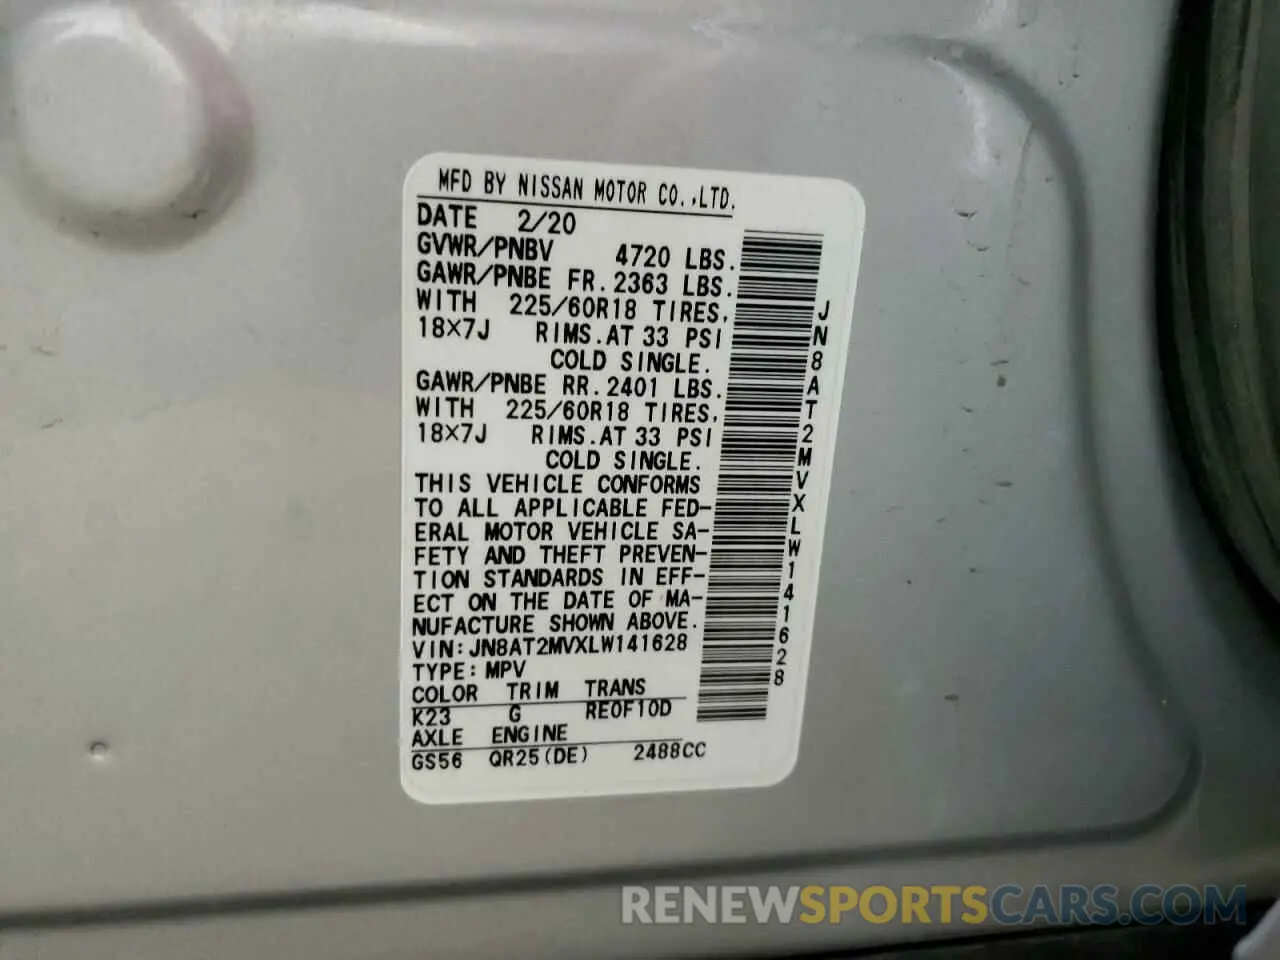 MFD BY NISSAN MOTOR CO.,LTD.
DATE 2/20
GVWR/PNBV 4720 LBS.
GAWR/PNBE FR. 2363 LBS.
WITH 225/60R18 TIRES,
18×7J RIMS. AT 33 PSI
COLD SINGLE.
GAWR/PNBE RR. 2401 LBS.
WITH 225/60R18 TIRES,
18×7J RIMS. AT 33 PSI
COLD SINGLE.
THIS VEHICLE CONFORMS
TO ALL APPLICABLE FED-
ERAL MOTOR VEHICLE SA-
FETY AND THEFT PREVEN-
TION STANDARDS IN EFF-
ECT ON THE DATE OF MA-
NUFACTURE SHOWN ABOVE.
VIN: JN8AT2MVXLW141628
TYPE: MPV
COLOR TRIM TRANS
K23 G RE0F10D
AXLE ENGINE
GS56 QR25(DE) 2488CC
JN8AT2MVXLW141628
RENEWSPORTSCARS.COM